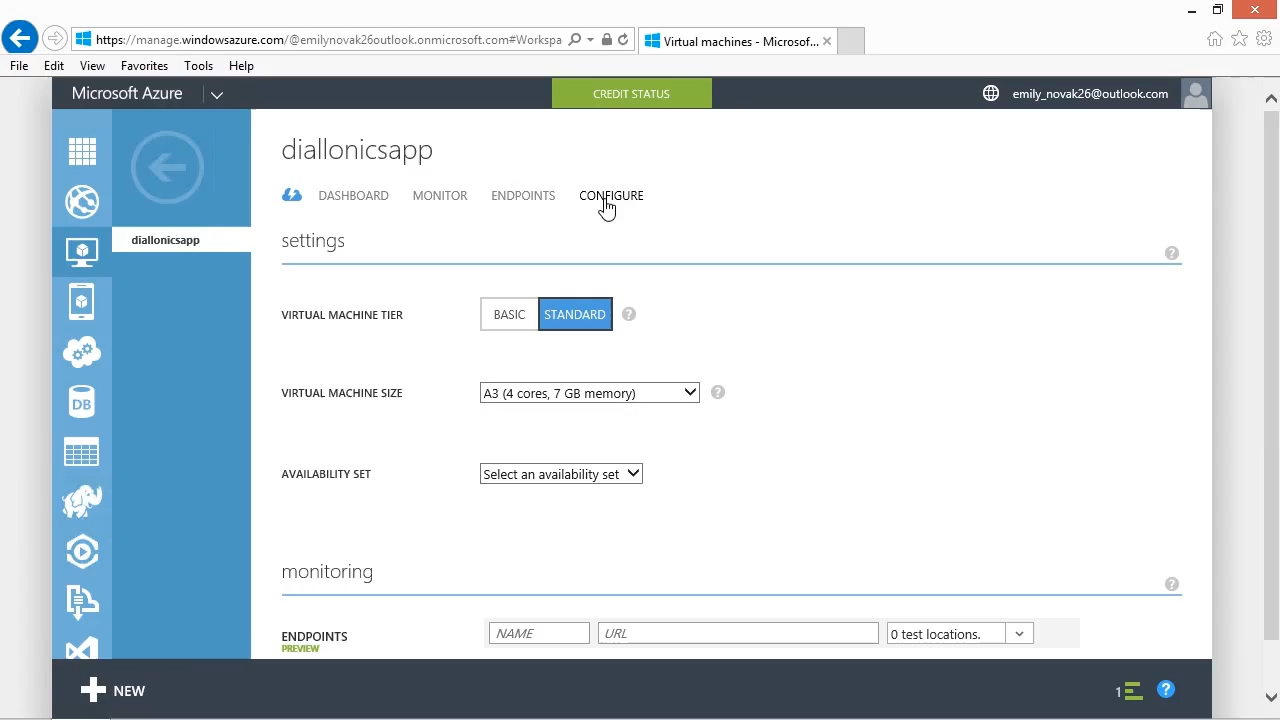 https://manage.windowsazure.com/@emilynovak26outlook.onmicrosoft.com#Workspa
Virtual machines - Microsof...
File Edit View Favorites Tools Help
Microsoft Azure
CREDIT STATUS
emily_novak26@outlook.com
diallonicsapp
DASHBOARD MONITOR ENDPOINTS CONFIGURE
diallonicsapp
settings
?
VIRTUAL MACHINE TIER
BASIC STANDARD ?
VIRTUAL MACHINE SIZE
A3 (4 cores, 7 GB memory) ?
DB
AVAILABILITY SET
Select an availability set
monitoring
?
ENDPOINTS
PREVIEW
NAME URL 0 test locations.
NEW
1 ?